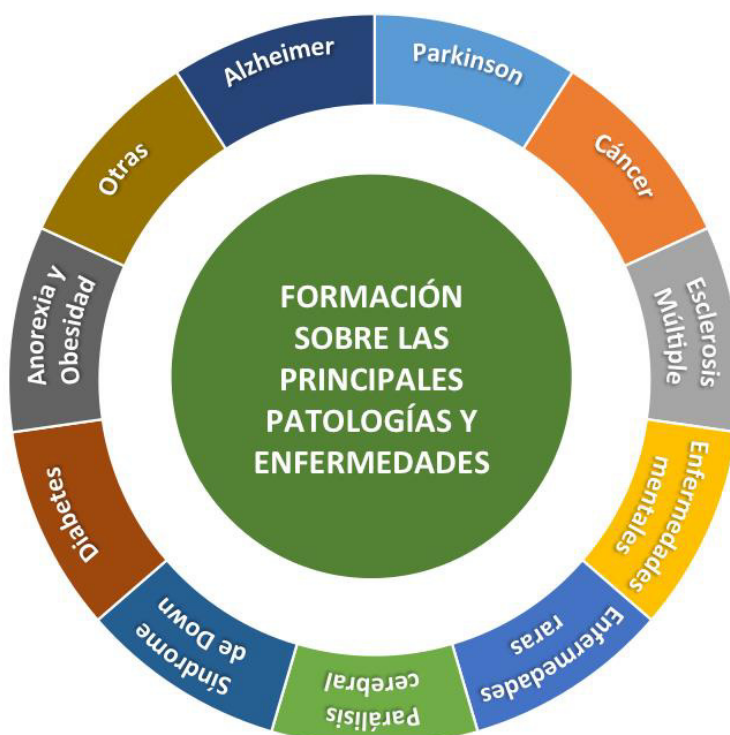 Alzheimer
Parkinson
Cáncer
Esclerosis
Múltiple
Enfermedades
mentales
Enfermedades
raras
Parálisis
cerebral
Síndrome
de Down
Diabetes
Anorexia y
Obesidad
Otras
FORMACIÓN
SOBRE LAS
PRINCIPALES
PATOLOGÍAS Y
ENFERMEDADES